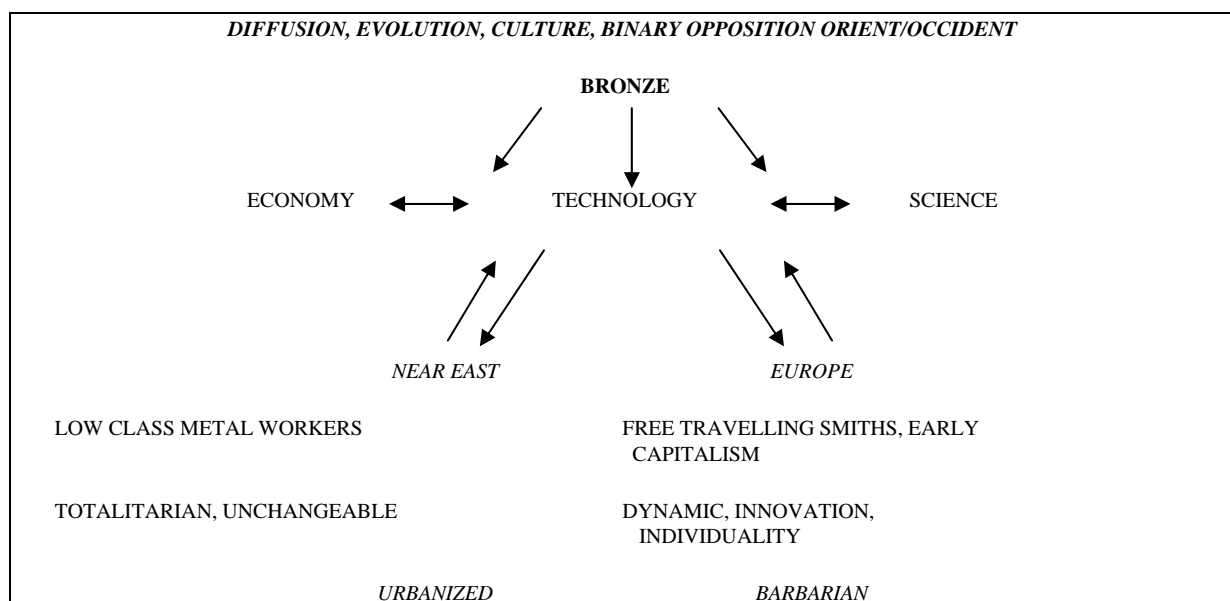 DIFFUSION, EVOLUTION, CULTURE, BINARY OPPOSITION ORIENT/OCCIDENT
BRONZE
ECONOMY TECHNOLOGY SCIENCE
NEAR EAST EUROPE
LOW CLASS METAL WORKERS FREE TRAVELLING SMITHS, EARLY
CAPITALISM
TOTALITARIAN, UNCHANGEABLE DYNAMIC, INNOVATION,
INDIVIDUALITY
URBANIZED BARBARIAN